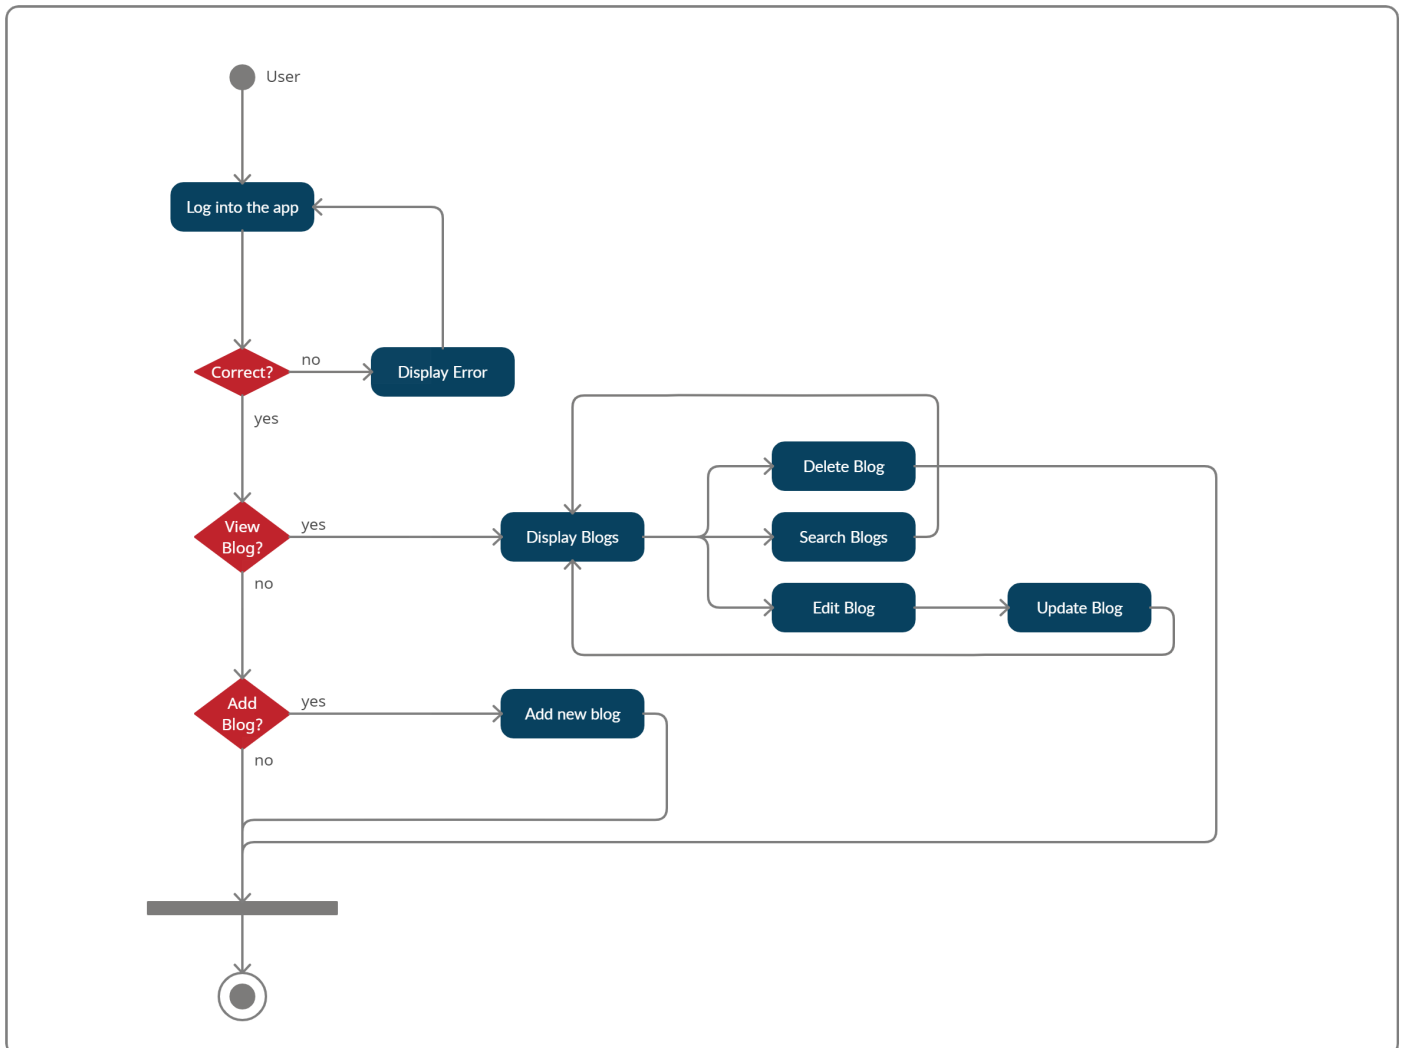 User
Log into the app
no
Correct?
Display Error
yes
Delete Blog
View
Blog?
yes
Display Blogs
Search Blogs
no
Edit Blog
Update Blog
Add
Blog?
yes
Add new blog
no